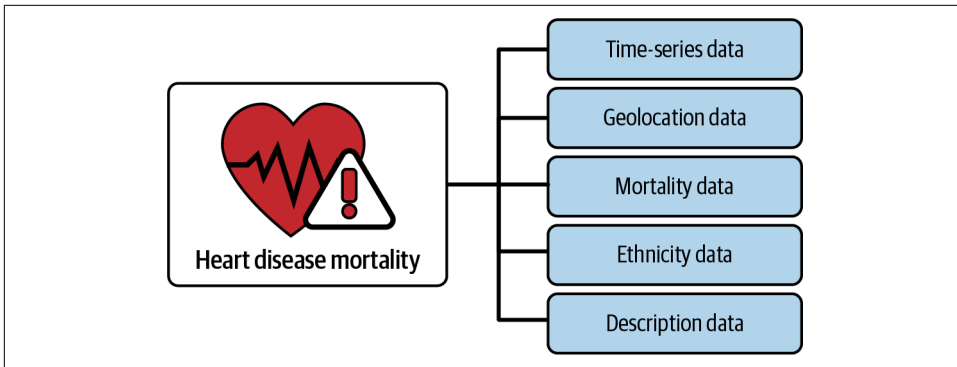 Heart disease mortality
Time-series data
Geolocation data
Mortality data
Ethnicity data
Description data